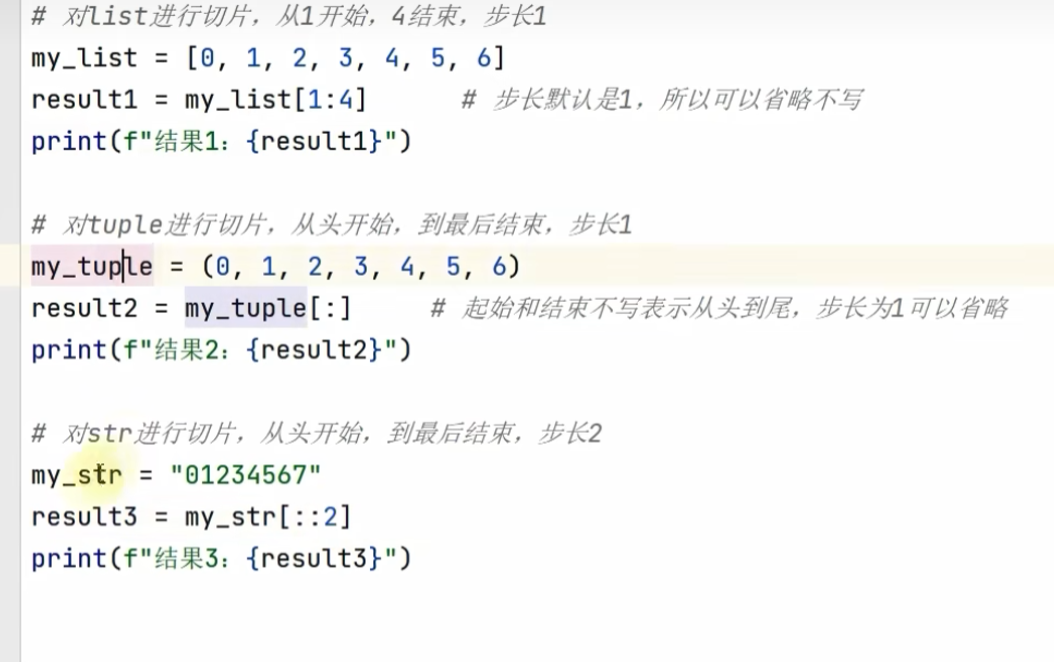 # 对list进行切片，从1开始，4结束，步长1
my_list = [0, 1, 2, 3, 4, 5, 6]
result1 = my_list[1:4]      # 步长默认是1，所以可以省略不写
print(f"结果1：{result1}")
# 对tuple进行切片，从头开始，到最后结束，步长1
my_tuple = (0, 1, 2, 3, 4, 5, 6)
result2 = my_tuple[:]     # 起始和结束不写表示从头到尾，步长为1可以省略
print(f"结果2：{result2}")
# 对str进行切片，从头开始，到最后结束，步长2
my_str = "01234567"
result3 = my_str[::2]
print(f"结果3：{result3}")